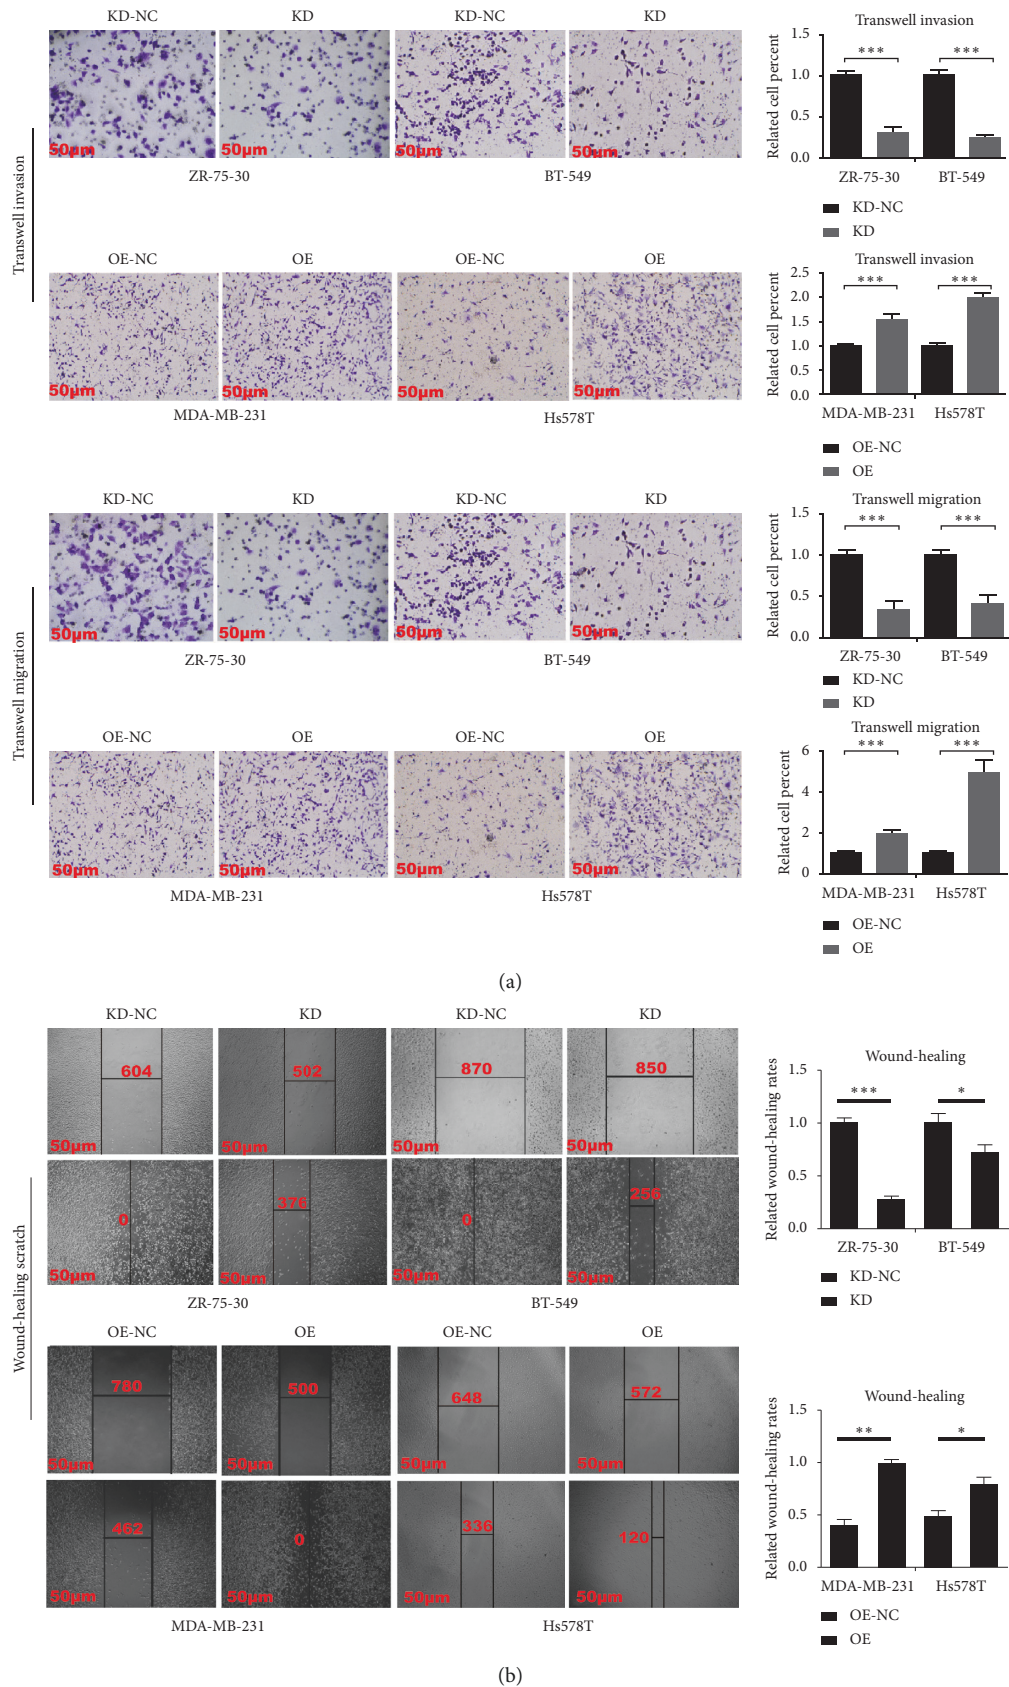 KD-NC KD KD-NC KD
50µm 50µm 50µm 50µm
ZR-75-30 BT-549
Transwell invasion
1.5
1.0
0.5
0.0
Related cell percent
*** ***
ZR-75-30 BT-549
KD-NC
KD
Transwell invasion
OE-NC OE OE-NC OE
50µm 50µm 50µm 50µm
MDA-MB-231 Hs578T
Transwell invasion
2.5
2.0
1.5
1.0
0.5
0.0
Related cell percent
*** ***
MDA-MB-231 Hs578T
OE-NC
OE
KD-NC KD KD-NC KD
50µm 50µm 50µm 50µm
ZR-75-30 BT-549
Transwell migration
1.5
1.0
0.5
0.0
Related cell percent
*** ***
ZR-75-30 BT-549
KD-NC
KD
Transwell migration
OE-NC OE OE-NC OE
50µm 50µm 50µm 50µm
MDA-MB-231 Hs578T
Transwell migration
6
4
2
0
Related cell percent
*** ***
MDA-MB-231 Hs578T
OE-NC
OE
(a)
KD-NC KD KD-NC KD
604 502 870 850
50µm 50µm 50µm 50µm
0 376 0 256
50µm 50µm 50µm 50µm
ZR-75-30 BT-549
Wound-healing
1.5
1.0
0.5
0.0
Related wound-healing rates
*** *
ZR-75-30 BT-549
KD-NC
KD
Wound-healing scratch
OE-NC OE OE-NC OE
780 500 648 572
50µm 50µm 50µm 50µm
462 0 336 120
50µm 50µm 50µm 50µm
MDA-MB-231 Hs578T
Wound-healing
1.5
1.0
0.5
0.0
Related wound-healing rates
** *
MDA-MB-231 Hs578T
OE-NC
OE
(b)